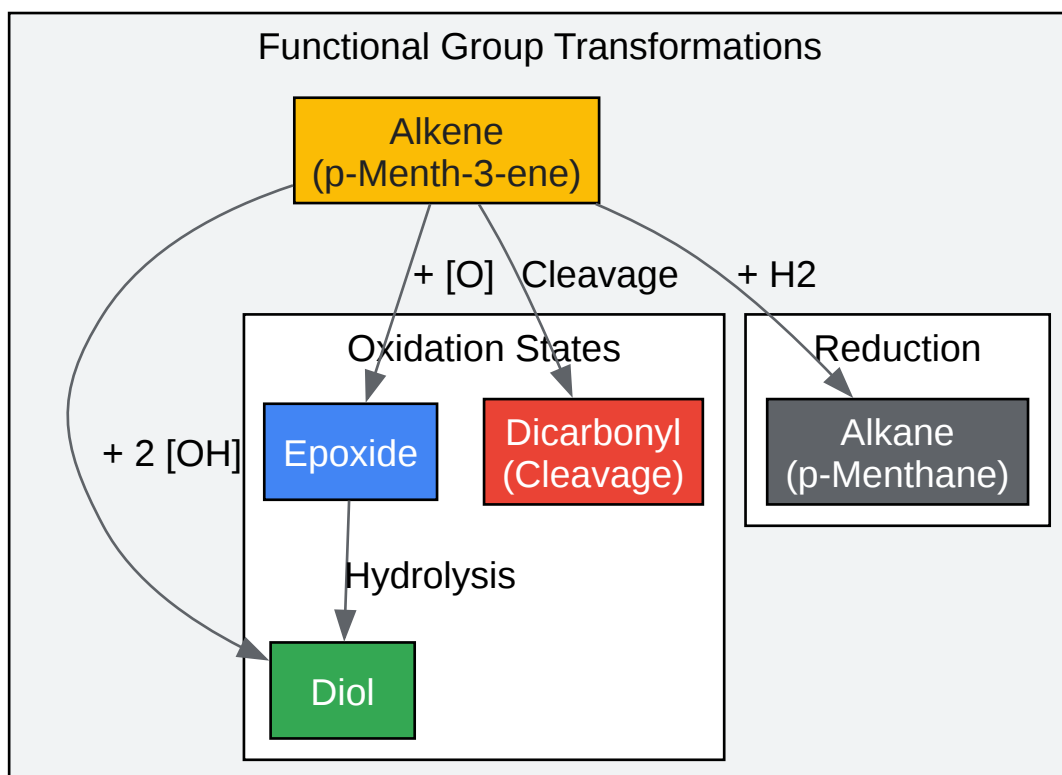 Functional Group Transformations
Alkene
(p-Menth-3-ene)
+ [O]
Cleavage
+ H2
Oxidation States
Reduction
Epoxide
Dicarbonyl
(Cleavage)
Alkane
(p-Menthane)
+ 2 [OH]
Hydrolysis
Diol